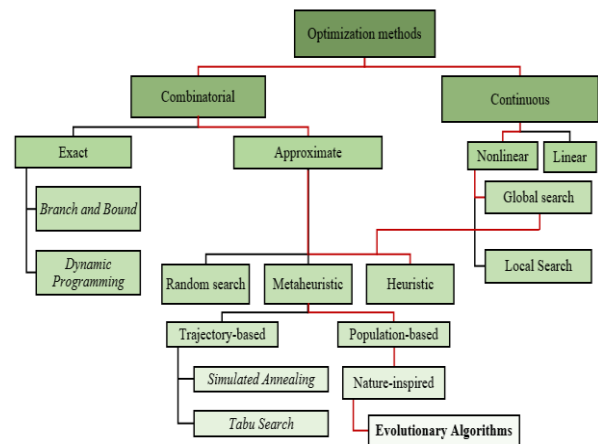 Optimization methods
Combinatorial
Continuous
Exact
Approximate
Nonlinear
Linear
Branch and Bound
Global search
Dynamic
Programming
Local Search
Random search
Metaheuristic
Heuristic
Trajectory-based
Population-based
Simulated Annealing
Nature-inspired
Tabu Search
Evolutionary Algorithms